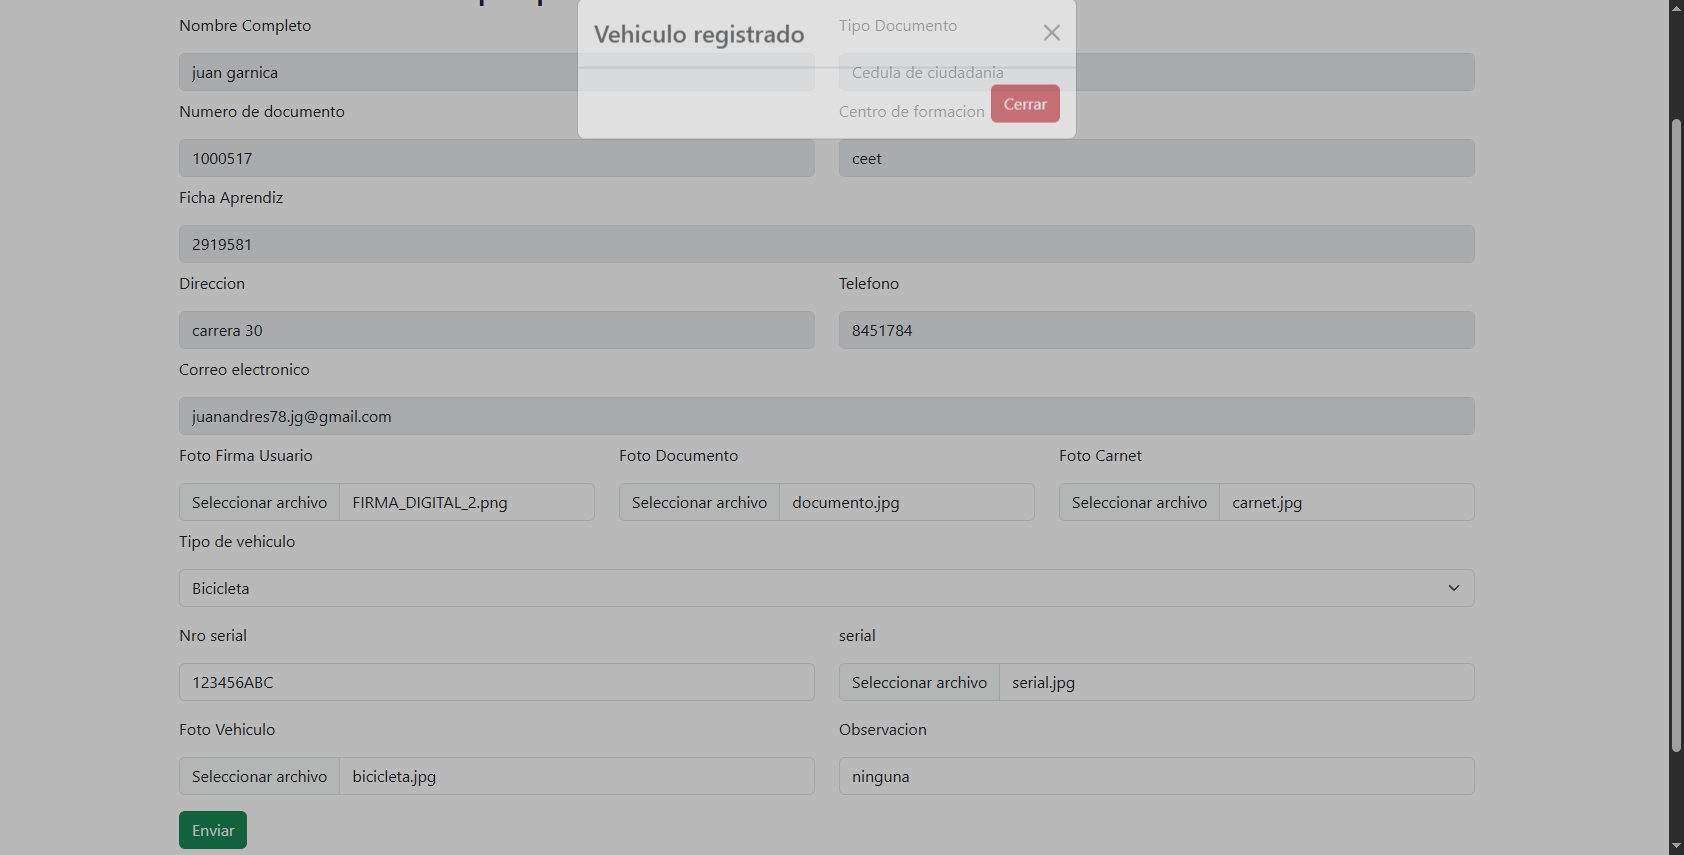 Vehiculo registrado
Nombre Completo
Tipo Documento
juan garnica
Cedula de ciudadania
Numero de documento
Centro de formacion
Cerrar
1000517
ceet
Ficha Aprendiz
2919581
Direccion
Telefono
carrera 30
8451784
Correo electronico
juanandres78.jg@gmail.com
Foto Firma Usuario
Foto Documento
Foto Carnet
Seleccionar archivo FIRMA_DIGITAL_2.png
Seleccionar archivo documento.jpg
Seleccionar archivo carnet.jpg
Tipo de vehiculo
Bicicleta
Nro serial
serial
123456ABC
Seleccionar archivo serial.jpg
Foto Vehiculo
Observacion
Seleccionar archivo bicicleta.jpg
ninguna
Enviar